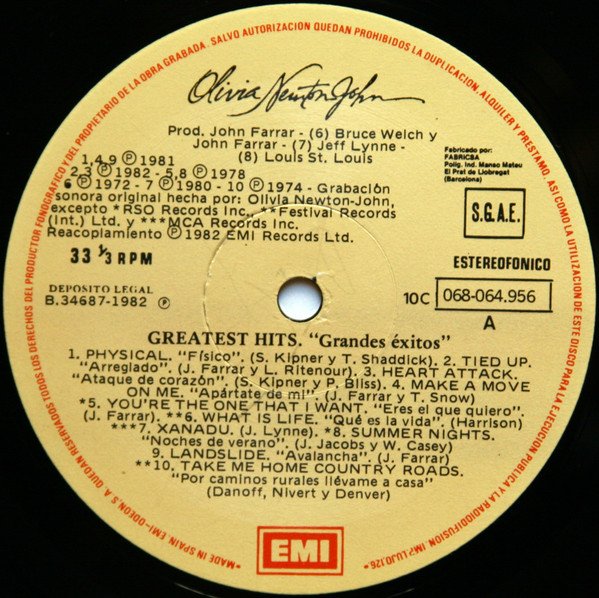 TODOS LOS DERECHOS DEL PRODUCTOR FONOGRAFICO Y DEL PROPIETARIO DE LA OBRA GRABADA. SALVO AUTORIZACION QUEDAN PROHIBIDOS LA DUPLICACION, ALQUILER Y PRESTAMO, ASI COMO LA UTILIZACION DE ESTE DISCO PARA LA EJECUCION PUBLICA Y LA RADIODIFUSION IMP. LUJO. 126
*MADE IN SPAIN EMI-ODEON S.A. QUEDAN RESERVADOS
Olivia Newton-John
Prod. John Farrar - (6) Bruce Welch y
John Farrar - (7) Jeff Lynne -
(8) Louis St. Louis
1,4,9 Ⓟ 1981
2,3 Ⓟ 1982 - 5,8 Ⓟ 1978
6 Ⓟ 1972 - 7 Ⓟ 1980 - 10 Ⓟ 1974 - Grabación
sonora original hecha por: Olivia Newton-John,
excepto * RSO Records Inc., **Festival Records
(Int.) Ltd. y ***MCA Records Inc.
Reacoplamiento Ⓟ 1982 EMI Records Ltd.
Fabricado por:
FABRICSA
Polig. Ind. Manso Mateu
El Prat de Llobregat
(Barcelona)
S.G.A.E.
33 1/3 RPM
ESTEREOFONICO
DEPOSITO LEGAL
B.34687-1982 Ⓟ
10C 068-064.956
A
GREATEST HITS. "Grandes éxitos"
1. PHYSICAL. "Físico". (S. Kipner y T. Shaddick). 2. TIED UP.
"Arreglado". (J. Farrar y L. Ritenour). 3. HEART ATTACK.
"Ataque de corazón". (S. Kipner y P. Bliss). 4. MAKE A MOVE
ON ME. "Apártate de mi". (J. Farrar y T. Snow)
*5. YOU'RE THE ONE THAT I WANT. "Eres el que quiero".
(J. Farrar). **6. WHAT IS LIFE. "Qué es la vida". (Harrison)
***7. XANADU. (J. Lynne). *8. SUMMER NIGHTS.
"Noches de verano". (J. Jacobs y W. Casey)
9. LANDSLIDE. "Avalancha". (J. Farrar)
**10. TAKE ME HOME COUNTRY ROADS.
"Por caminos rurales llévame a casa"
(Danoff, Nivert y Denver)
EMI